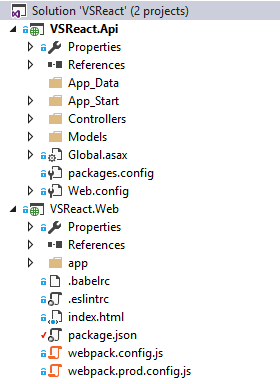 Solution 'VSReact' (2 projects)
VSReact.Api
Properties
References
App_Data
App_Start
Controllers
Models
Global.asax
packages.config
Web.config
VSReact.Web
Properties
References
app
.babelrc
.eslintrc
index.html
package.json
webpack.config.js
webpack.prod.config.js